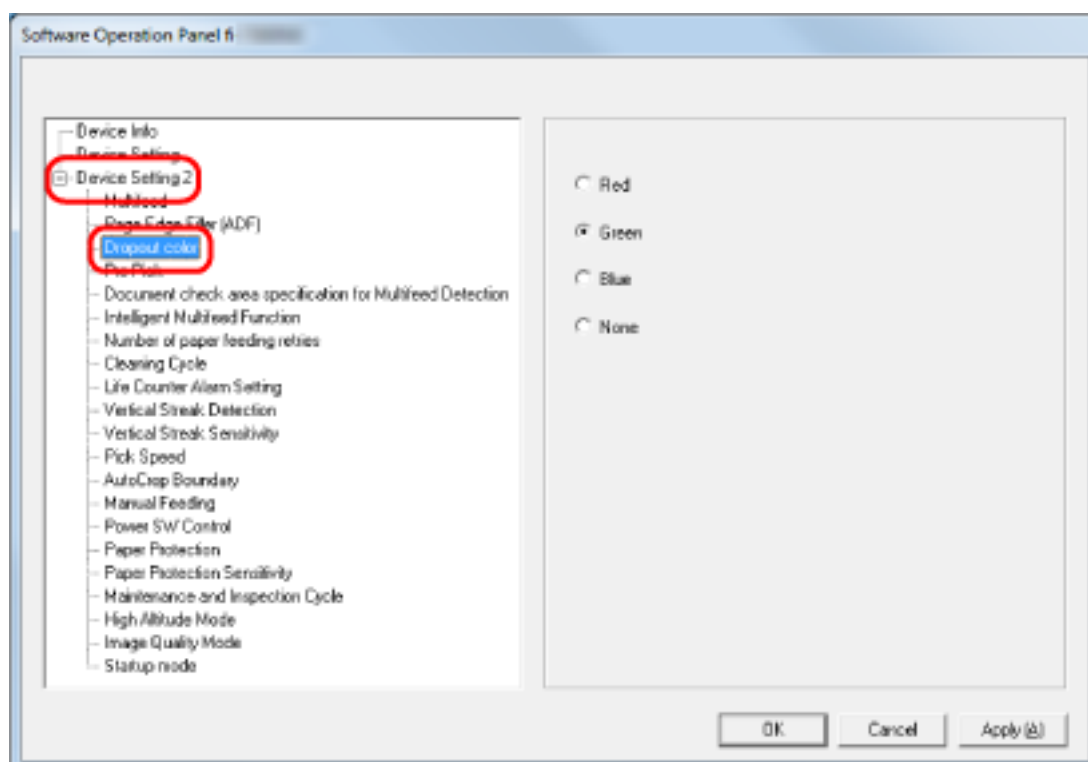 Software Operation Panel fi
Device Info
Device Setting
Device Setting 2
Multifeed
Page Edge Filler (ADF)
Dropout color
Pre-Pick
Document check area specification for Multifeed Detection
Intelligent Multifeed Function
Number of paper feeding retries
Cleaning Cycle
Life Counter Alarm Setting
Vertical Streak Detection
Vertical Streak Sensitivity
Pick Speed
AutoCrop Boundary
Manual Feeding
Power SW Control
Paper Protection
Paper Protection Sensitivity
Maintenance and Inspection Cycle
High Altitude Mode
Image Quality Mode
Startup mode
Red
Green
Blue
None
OK Cancel Apply (A)